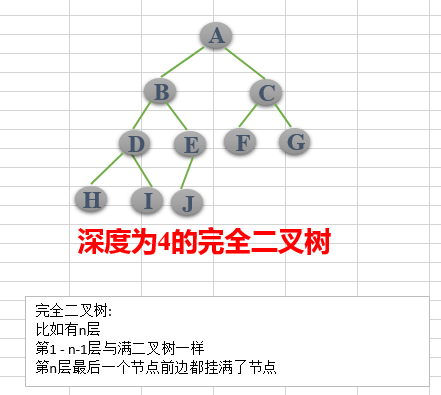 A
B C
D E F G
H I J
深度为4的完全二叉树
完全二叉树:
比如有n层
第1 - n-1层与满二叉树一样
第n层最后一个节点前边都挂满了节点